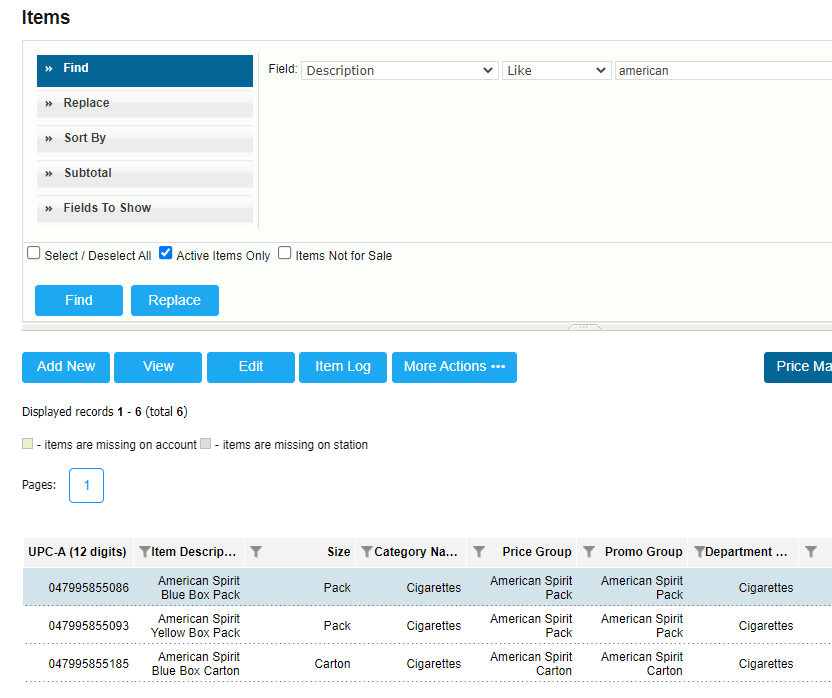 Items
» Find
Field: Description Like american
» Replace
» Sort By
» Subtotal
» Fields To Show
Select / Deselect All Active Items Only Items Not for Sale
Find Replace
Add New View Edit Item Log More Actions ••• Price Ma
Displayed records 1 - 6 (total 6)
- items are missing on account - items are missing on station
Pages: 1
UPC-A (12 digits) Item Descrip... Size Category Na... Price Group Promo Group Department ...
047995855086 American Spirit Blue Box Pack Pack Cigarettes American Spirit Pack American Spirit Pack Cigarettes
047995855093 American Spirit Yellow Box Pack Pack Cigarettes American Spirit Pack American Spirit Pack Cigarettes
047995855185 American Spirit Blue Box Carton Carton Cigarettes American Spirit Carton American Spirit Carton Cigarettes